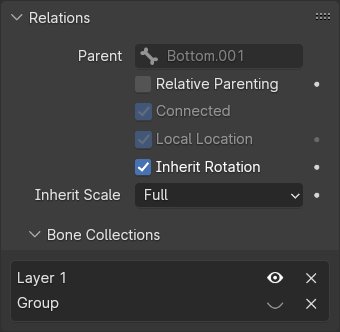 Relations
Parent Bottom.001
Relative Parenting
Connected
Local Location
Inherit Rotation
Inherit Scale Full
Bone Collections
Layer 1
Group